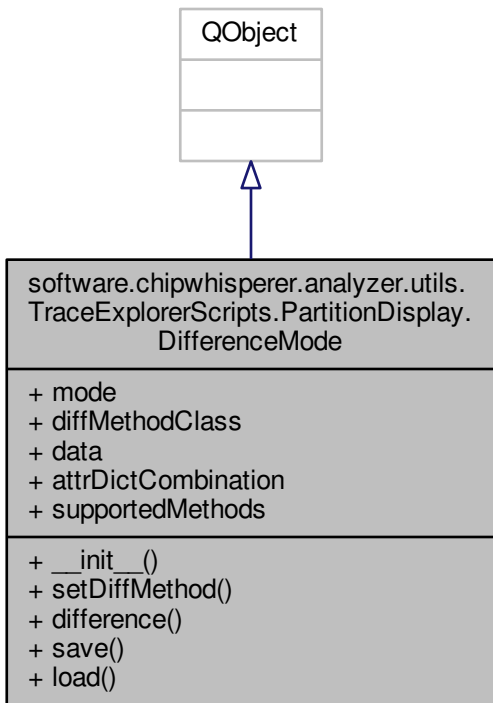 QObject
software.chipwhisperer.analyzer.utils.
TraceExplorerScripts.PartitionDisplay.
DifferenceMode
+ mode
+ diffMethodClass
+ data
+ attrDictCombination
+ supportedMethods
+ __init__()
+ setDiffMethod()
+ difference()
+ save()
+ load()